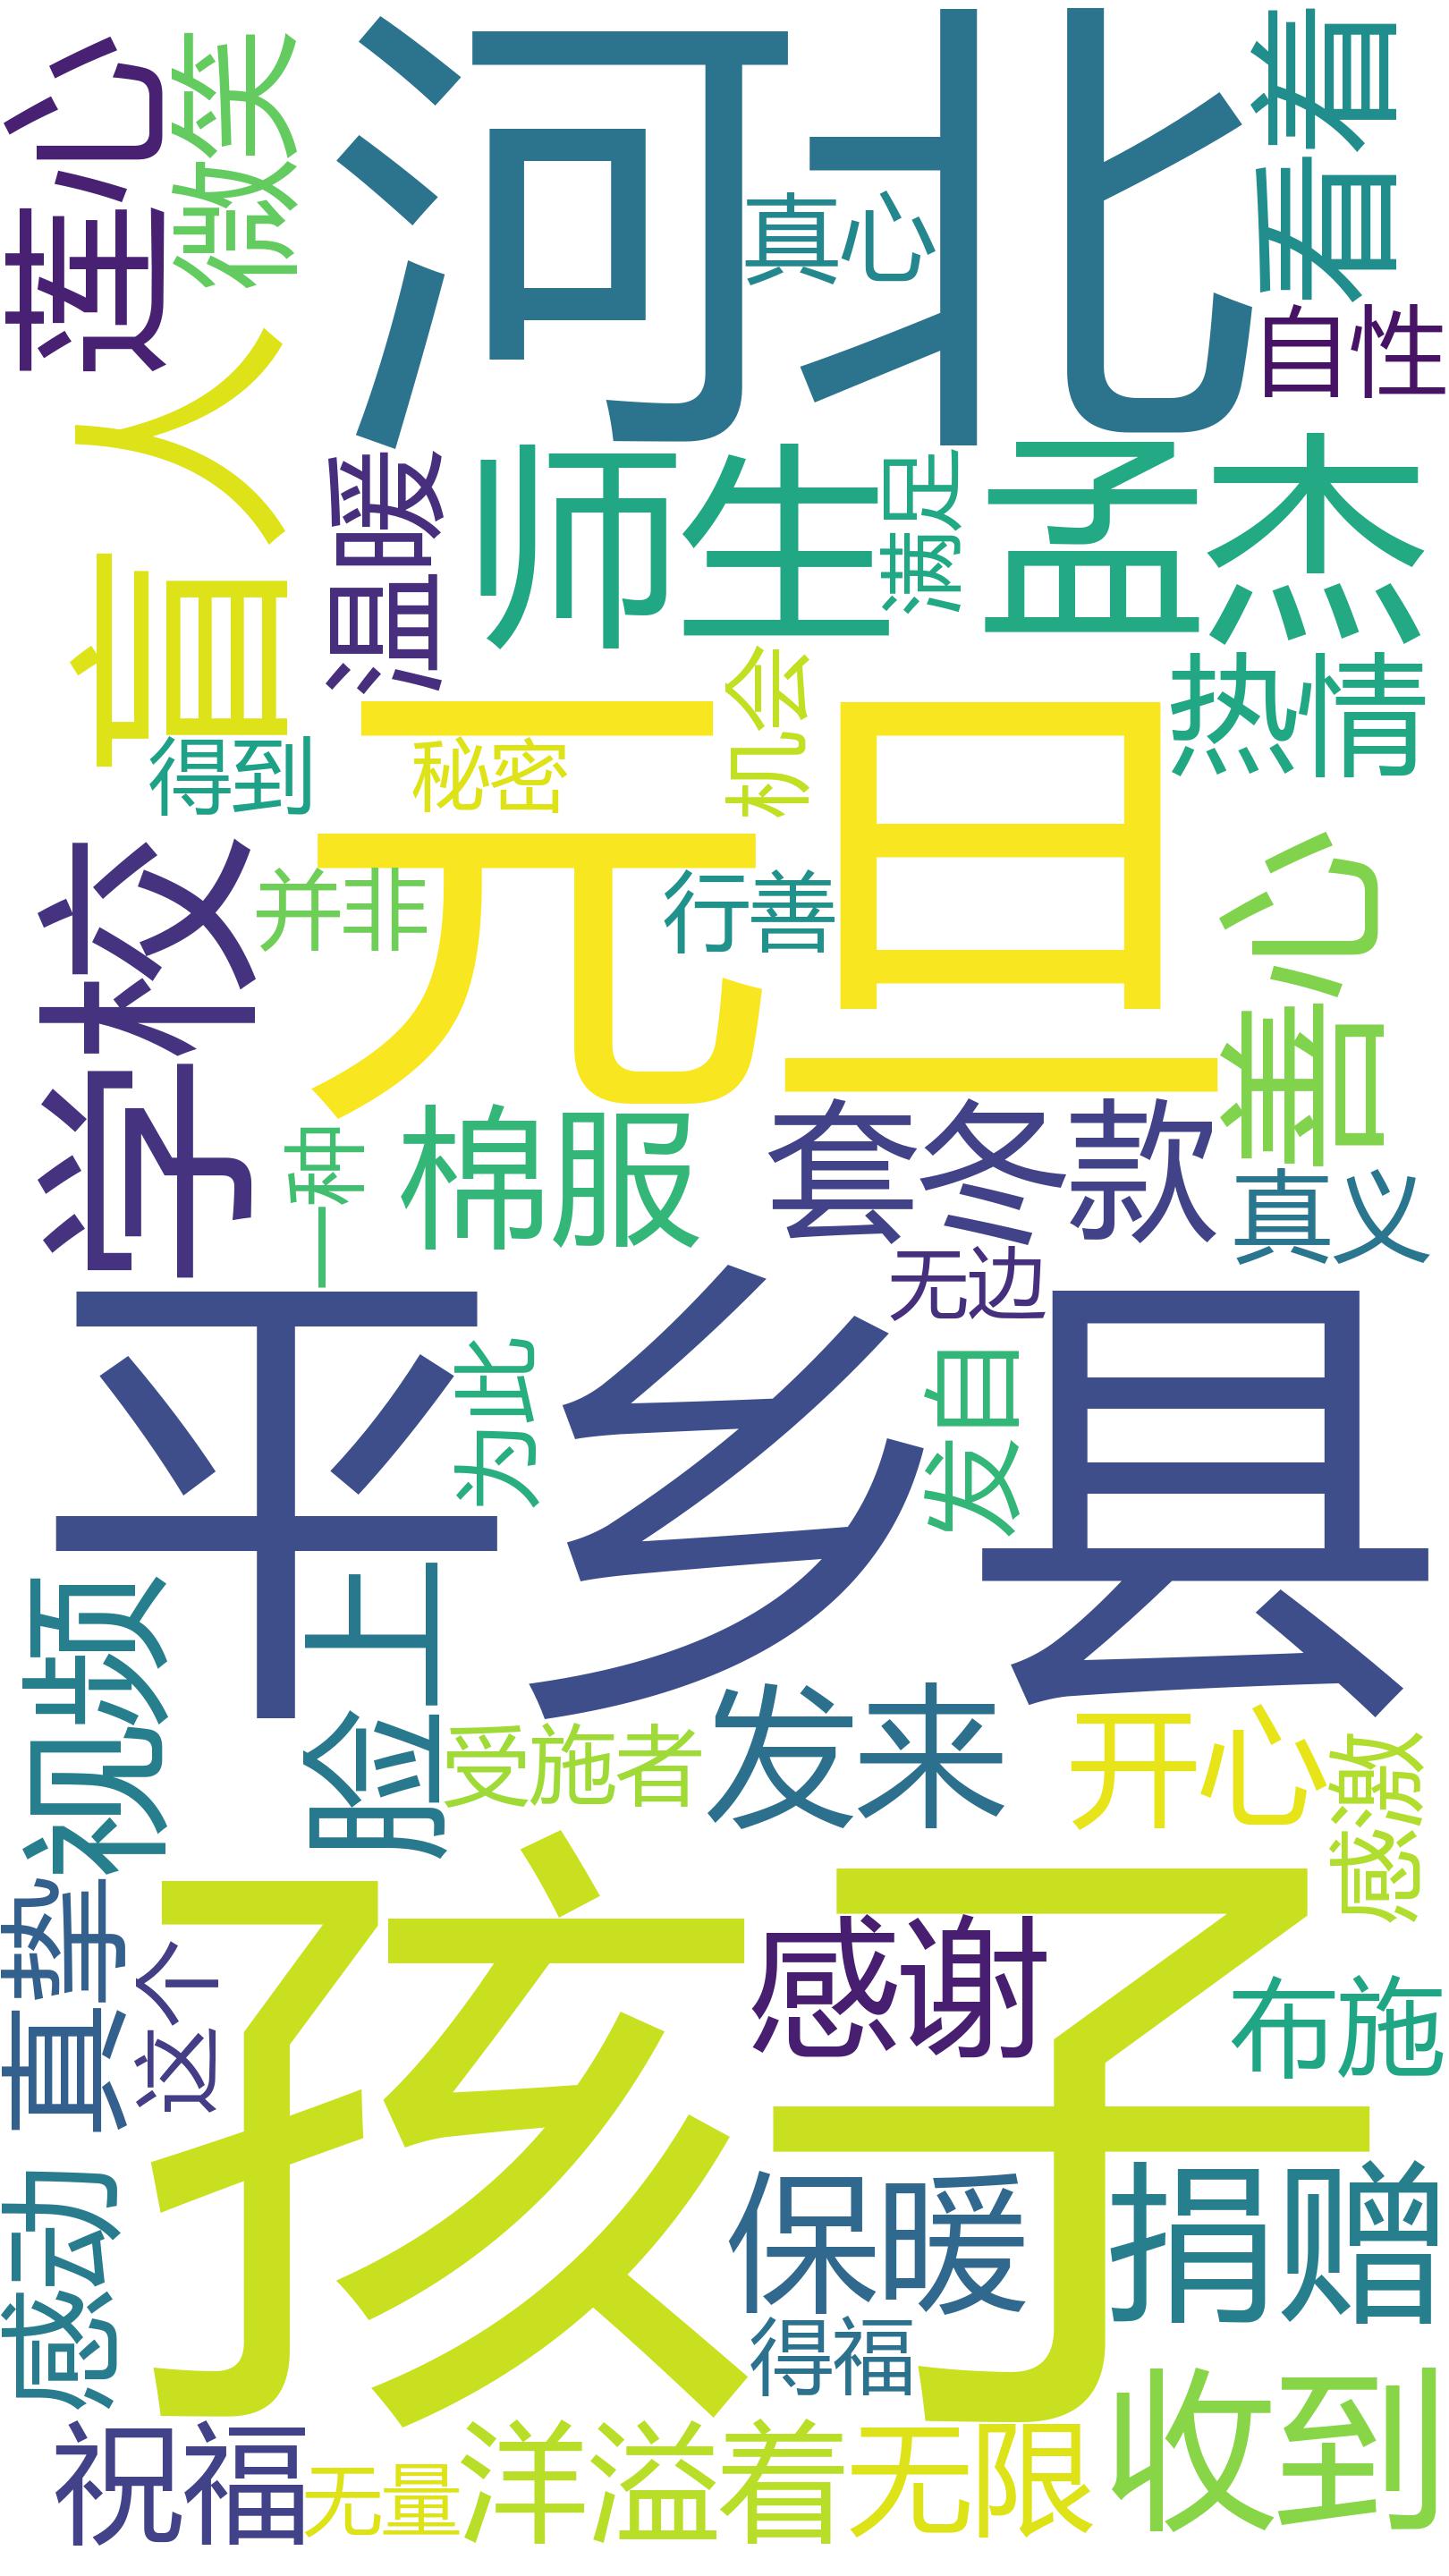 河北
莲心
微笑
看着
真心
自性
盲人
温暖
师生
满足
孟杰
热情
得到
秘密
机会
元旦
学校
并非
行善
善心
一种
棉服
套冬款
真义
无边
平乡县
为此
发自
视频
脸上
受施者
发来
开心
感激
孩子
真挚
这个
感谢
布施
感动
保暖
捐赠
得福
收到
祝福
无量
洋溢着
无限